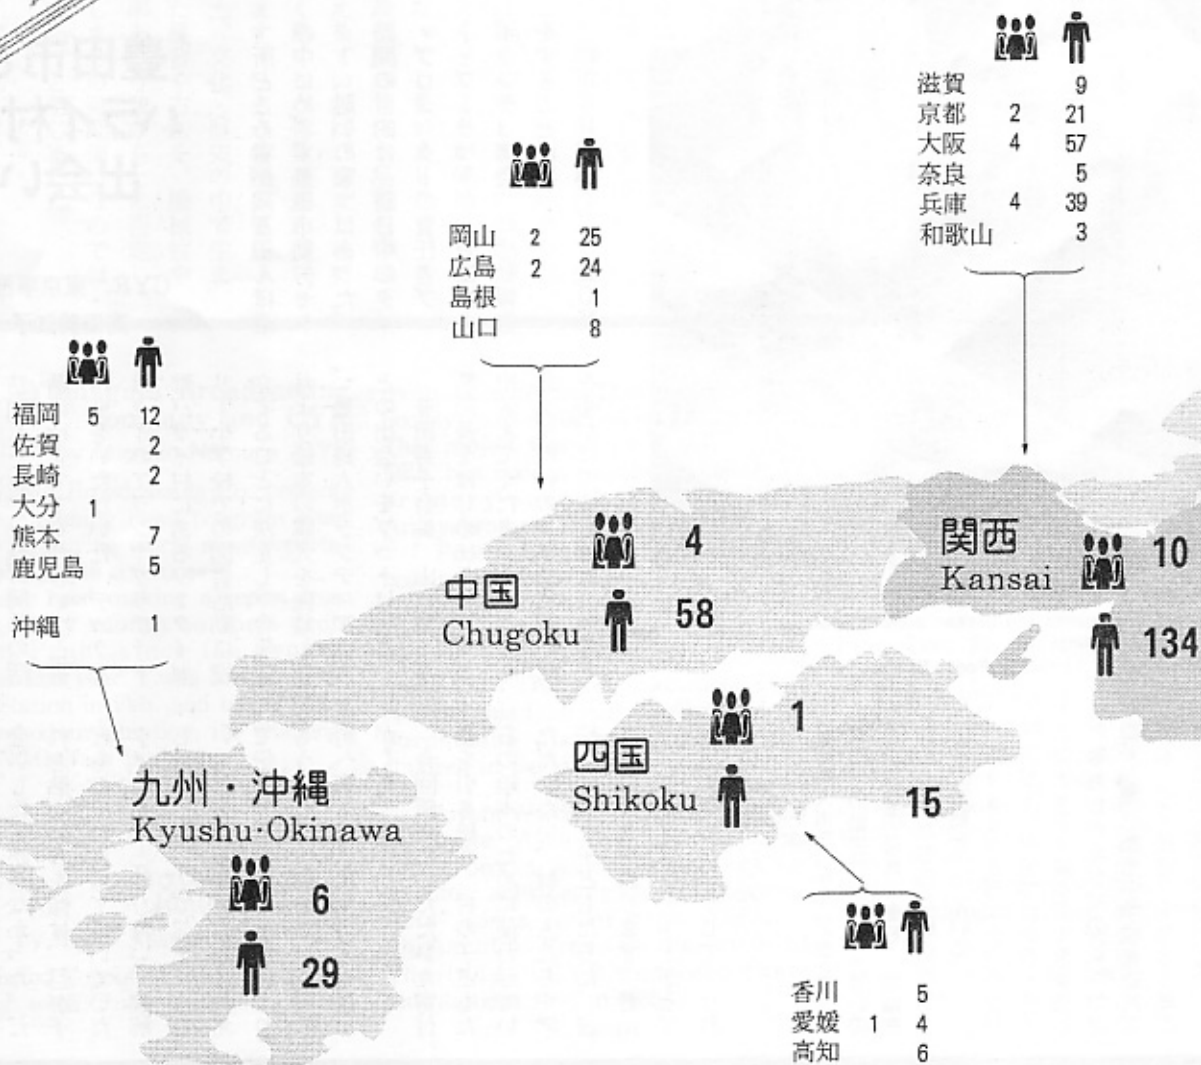 滋賀 9
京都 2 21
大阪 4 57
奈良 5
兵庫 4 39
和歌山 3
岡山 2 25
広島 2 24
島根 1
山口 8
福岡 5 12
佐賀 2
長崎 2
大分 1
熊本 7
鹿児島 5
沖縄 1
関西 10
Kansai
134
中国 4
Chugoku 58
四国 1
Shikoku 15
九州・沖縄
Kyushu・Okinawa
6
29
香川 5
愛媛 1 4
高知 6